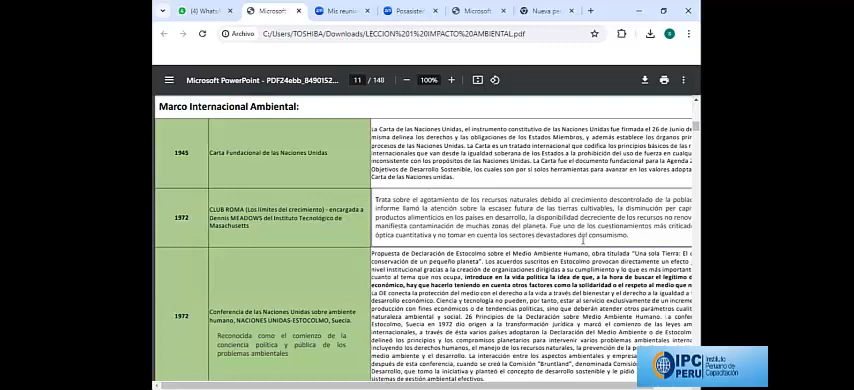 (4) Whats
Microsoft
Mis reunio
Posasiste
Microsoft
Nueva pe
Archivo
C:/Users/TOSHIBA/Downloads/LECCION%201%20IMPACTO%20AMBIENTAL.pdf
Microsoft PowerPoint - PDF24ebb_8490152...
11 / 148
100%
Marco Internacional Ambiental:
1945
Carta Fundacional de las Naciones Unidas
La Carta de las Naciones Unidas, el instrumento constitutivo de las Naciones Unidas fue firmada el 26 de Junio de
misma delinea los derechos y las obligaciones de los Estados Miembros, y además establece los órganos prin
procesos de las Naciones Unidas. La Carta es un tratado internacional que codifica los principios básicos de las r
internacionales que van desde la igualdad soberana de los Estados a la prohibición del uso de fuerza en cualqu
inconsistente con los propósitos de las Naciones Unidas. La Carta fue el documento fundacional para la Agenda 2
Objetivos de Desarrollo Sostenible, los cuales son por si solos herramientas para avanzar en los valores adoptad
Carta de las Naciones unidas.
1972
CLUB ROMA (Los límites del crecimiento) - encargada a
Dennis MEADOWS del Instituto Tecnológico de
Masachusetts
Trata sobre el agotamiento de los recursos naturales debido al crecimiento descontrolado de la poblac
informe llamó la atención sobre la escasez futura de las tierras cultivables, la disminución per capi
productos alimenticios en los países en desarrollo, la disponibilidad decreciente de los recursos no renov
manifiesta contaminación de muchas zonas del planeta. Fue uno de los cuestionamientos más criticad
óptica cuantitativa y no tomar en cuenta los sectores devastadores del consumismo.
1972
Conferencia de las Naciones Unidas sobre ambiente
humano, NACIONES UNIDAS-ESTOCOLMO, Suecia.
Reconocida como el comienzo de la
conciencia política y pública de los
problemas ambientales
Propuesta de Declaración de Estocolmo sobre el Medio Ambiente Humano, obra titulada "Una sola Tierra: El c
conservación de un pequeño planeta". Los acuerdos suscritos en Estocolmo provocan directamente un efecto
nivel institucional gracias a la creación de organizaciones dirigidas a su cumplimiento y lo que es más important
cuanto al tema que nos ocupa, introduce en la vida política la idea de que, a la hora de buscar el legítimo d
económico, hay que hacerlo teniendo en cuenta otros factores como la solidaridad o el respeto al medio que n
La DE conecta la protección del medio con el derecho a la vida a través del bienestar y el derecho a la igualdad a
desarrollo económico. Ciencia y tecnología no pueden, por tanto, estar al servicio exclusivamente de un increme
producción con fines económicos o de tendencias políticas, sino que deberán atender otros parámetros cualit
naturaleza ambiental y social. 26 Principios de la Declaración sobre Medio Humano. La confer
Estocolmo, Suecia en 1972 dio origen a la transformación jurídica y marcó el comienzo de las leyes am
internacionales, a través de ésta varios países adoptaron la Declaración del Medio Ambiente o de Estocolm
delineó los principios y los compromisos planetarios para intervenir varios problemas ambientales
incluyendo los derechos humanos, el manejo de los recursos naturales, la prevención de la
medio ambiente y el desarrollo. La interacción entre los aspectos ambientales y empresa
después de esta conferencia, cuando se creó la Comisión "Bruntland", denominada Comisión
Desarrollo, que tomo la iniciativa y planteó el concepto de desarrollo sostenible y le pidió
sistemas de gestión ambiental efectivos.
IPC
PERU
Instituto
Peruano de
Capacitación